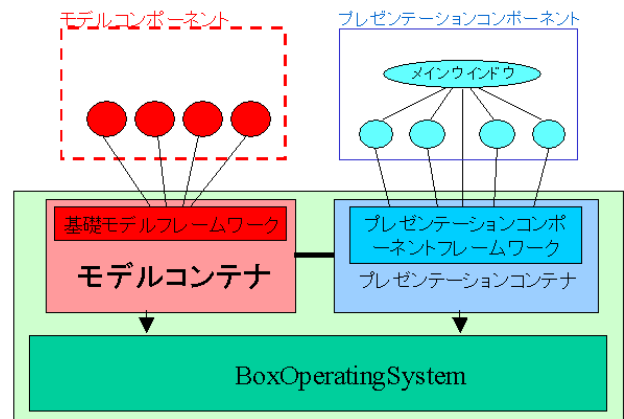 モデルコンポーネント
プレゼンテーションコンポーネント
メインウインドウ
基礎モデルフレームワーク
モデルコンテナ
プレゼンテーションコンポ
ーネントフレームワーク
プレゼンテーションコンテナ
BoxOperatingSystem